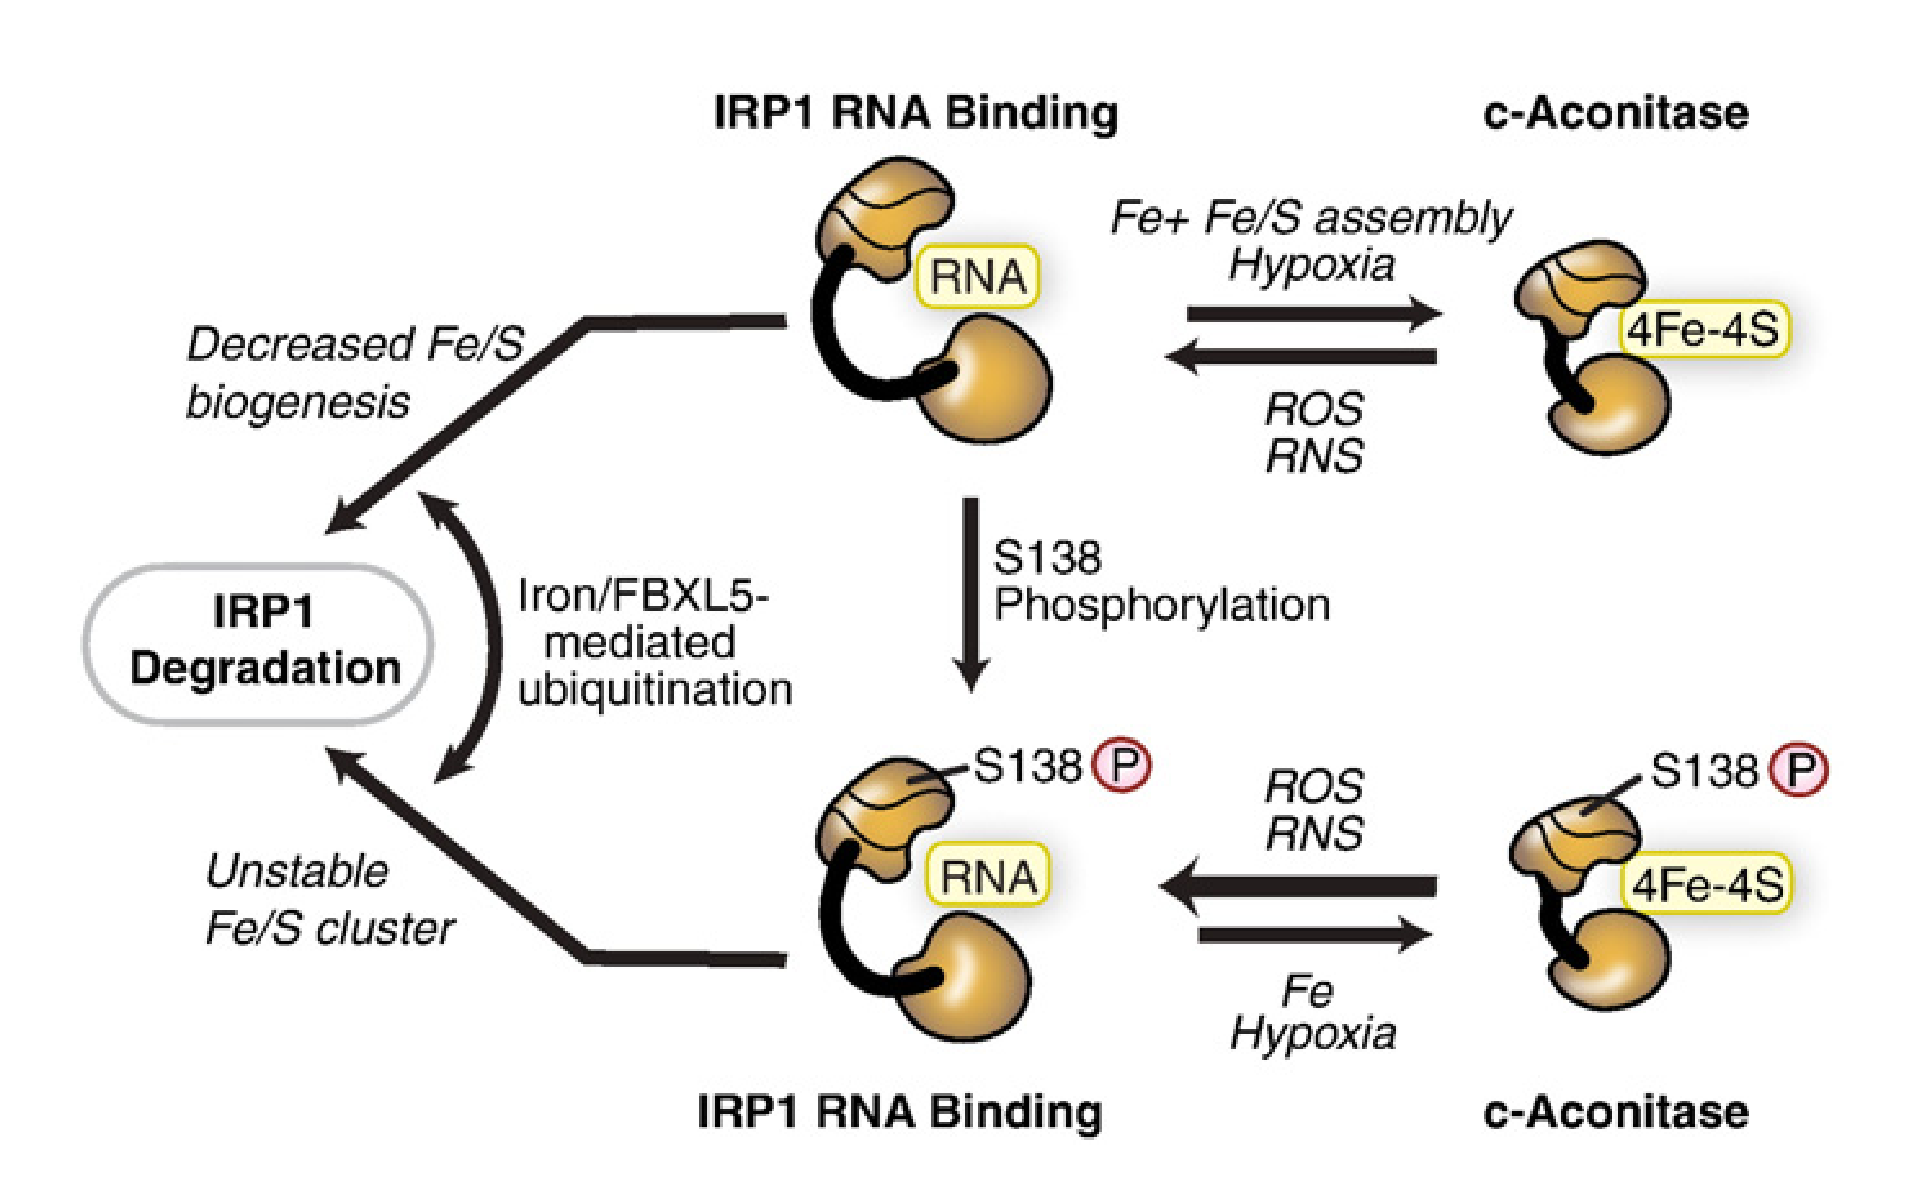 IRP1 RNA Binding
c-Aconitase
Fe+ Fe/S assembly
Hypoxia
RNA
4Fe-4S
ROS
RNS
Decreased Fe/S
biogenesis
S138
Phosphorylation
IRP1
Degradation
Iron/FBXL5-
mediated
ubiquitination
S138 P
ROS
RNS
S138 P
RNA
4Fe-4S
Unstable
Fe/S cluster
Fe
Hypoxia
IRP1 RNA Binding
c-Aconitase